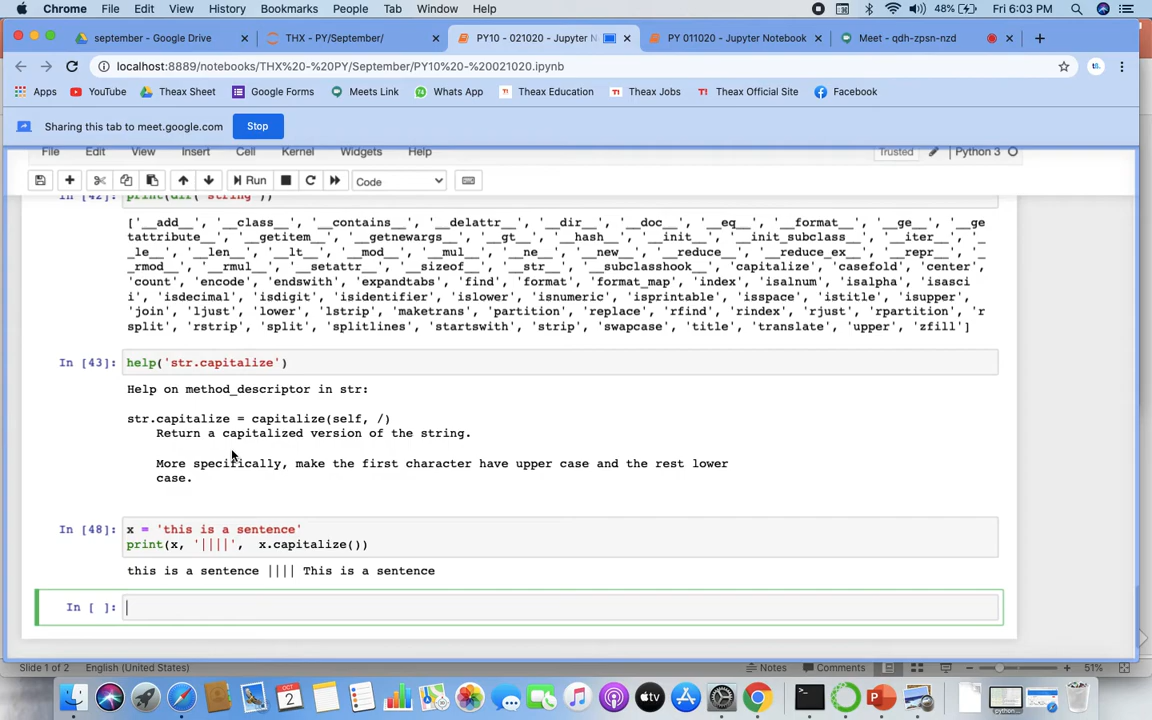 Chrome File Edit View History Bookmarks People Tab Window Help 48% Fri 6:03 PM
september - Google Drive THX - PY/September/ PY10 - 021020 - Jupyter N PY 011020 - Jupyter Notebook Meet - qdh-zpsn-nzd
localhost:8889/notebooks/THX%20-%20PY/September/PY10%20-%20021020.ipynb
Apps YouTube Theax Sheet Google Forms Meets Link Whats App Theax Education Theax Jobs Theax Official Site Facebook
Sharing this tab to meet.google.com Stop
File Edit View Insert Cell Kernel Widgets Help Trusted Python 3
Run Code
In [42]: print(dir('string'))
['__add__', '__class__', '__contains__', '__delattr__', '__dir__', '__doc__', '__eq__', '__format__', '__ge__', '__ge
tattribute__', '__getitem__', '__getnewargs__', '__gt__', '__hash__', '__init__', '__init_subclass__', '__iter__', '_
_le__', '__len__', '__lt__', '__mod__', '__mul__', '__ne__', '__new__', '__reduce__', '__reduce_ex__', '__repr__', '_
_rmod__', '__rmul__', '__setattr__', '__sizeof__', '__str__', '__subclasshook__', 'capitalize', 'casefold', 'center',
'count', 'encode', 'endswith', 'expandtabs', 'find', 'format', 'format_map', 'index', 'isalnum', 'isalpha', 'isasci
i', 'isdecimal', 'isdigit', 'isidentifier', 'islower', 'isnumeric', 'isprintable', 'isspace', 'istitle', 'isupper',
'join', 'ljust', 'lower', 'lstrip', 'maketrans', 'partition', 'replace', 'rfind', 'rindex', 'rjust', 'rpartition', 'r
split', 'rstrip', 'split', 'splitlines', 'startswith', 'strip', 'swapcase', 'title', 'translate', 'upper', 'zfill']
In [43]: help('str.capitalize')
Help on method_descriptor in str:
str.capitalize = capitalize(self, /)
Return a capitalized version of the string.
More specifically, make the first character have upper case and the rest lower
case.
In [48]: x = 'this is a sentence'
print(x, '||||', x.capitalize())
this is a sentence |||| This is a sentence
In [ ]:
Slide 1 of 2 English (United States) Notes Comments 51%
OCT
2